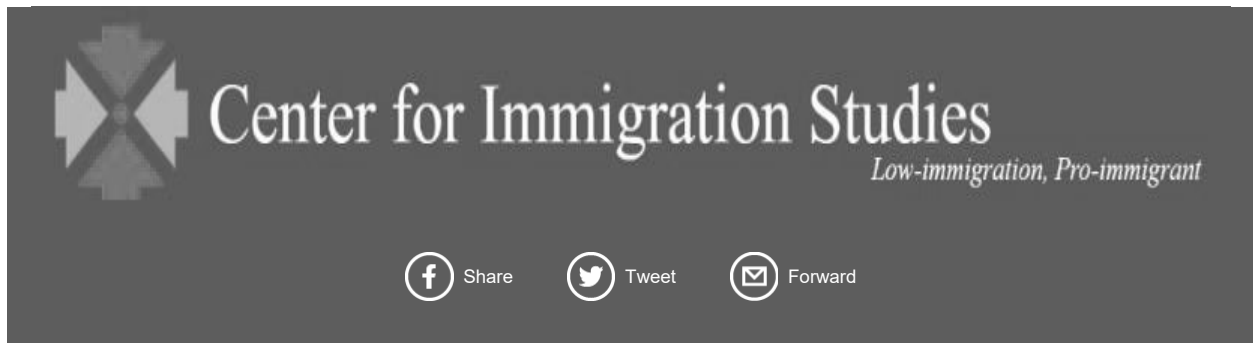 Center for Immigration Studies
Low-immigration, Pro-immigrant
Share Tweet Forward